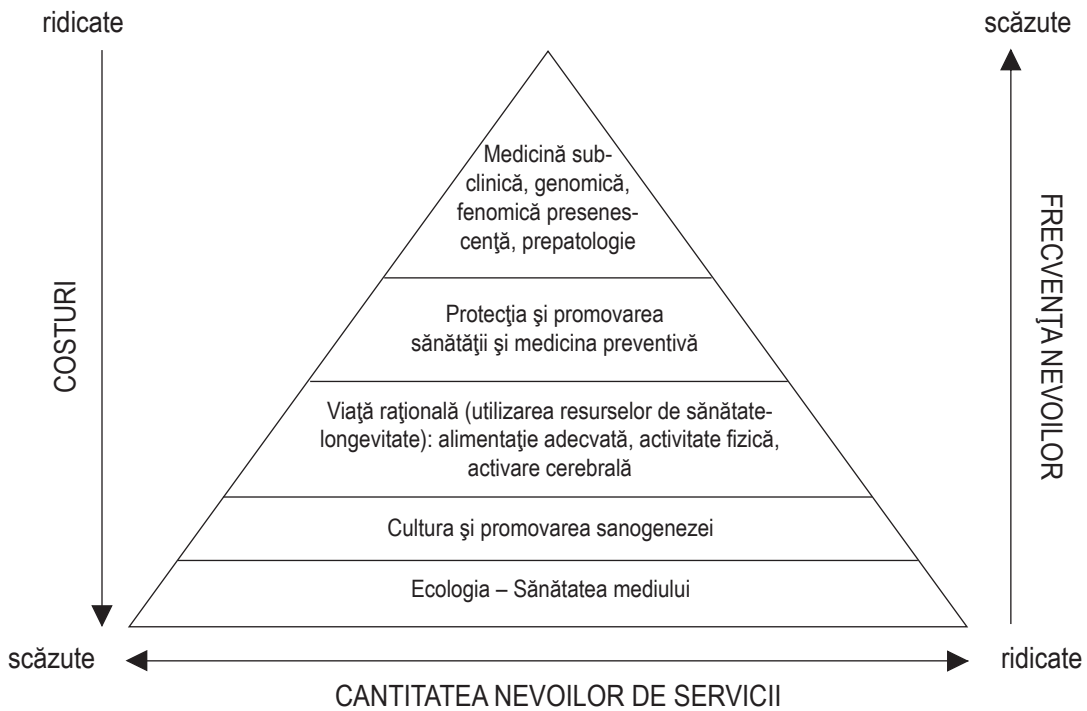 ridicate
scăzute
Medicină sub-
clinică, genomică,
fenomică presenes-
cenţă, prepatologie
Protecţia şi promovarea
sănătăţii şi medicina preventivă
Viaţă raţională (utilizarea resurselor de sănătate-
longevitate): alimentaţie adecvată, activitate fizică,
activare cerebrală
Cultura şi promovarea sanogenezei
Ecologia – Sănătatea mediului
COSTURI
FRECVENŢA NEVOILOR
scăzute
ridicate
CANTITATEA NEVOILOR DE SERVICII